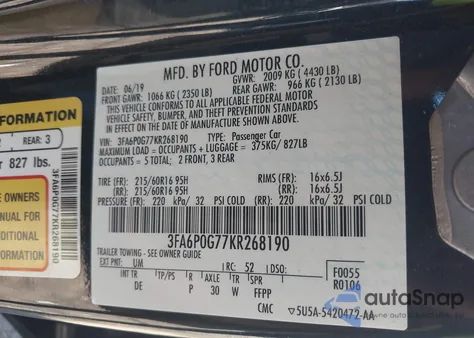 MFD. BY FORD MOTOR CO.
06/19 GVWR: 2009 KG (4430 LB)
FRONT GAWR: 1066 KG (2350 LB) REAR GAWR: 966 KG (2130 LB)
THIS VEHICLE CONFORMS TO ALL APPLICABLE FEDERAL MOTOR
VEHICLE SAFETY, BUMPER, AND THEFT PREVENTION STANDARDS
IN EFFECT ON THE DATE OF MANUFACTURE SHOWN ABOVE.
VIN: 3FA6P0G77KR268190 TYPE: Passenger Car
MAXIMUM LOAD = OCCUPANTS + LUGGAGE = 375KG/827LB
OCCUPANTS = 5 TOTAL: 2 FRONT, 3 REAR
TIRE (FR): 215/60R16 95H RIMS (FR): 16x6.5J
TIRE (RR): 215/60R16 95H RIMS (RR): 16x6.5J
PRESSURE (FR): 220 kPa/ 32 PSI COLD (RR): 220 kPa/ 32 PSI COLD
3FA6P0G77KR268190
TRAILER TOWING - SEE OWNER GUIDE
EXT PNT: UM RC: 52 DSO: F0055
INT TR TP/PS R AXLE TR SPR R0106
DE P 30 W FFPP
CMC 5U5A-5420472-AA
FORMATION
REAR: 3
827 lbs.
E OWNERS
NUAL FOR
DITIONAL
ORMATION
3FA6P0G77KR268190
autoSnap